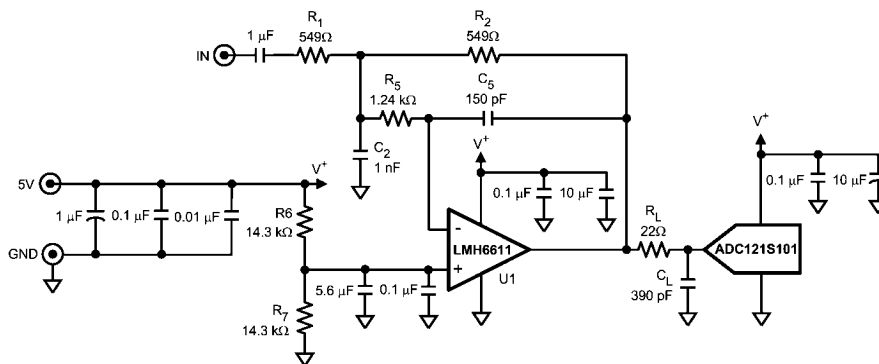 R1
549Ω
R2
549Ω
1 μF
IN
R5
1.24 kΩ
C5
150 pF
C2
1 nF
V+
5V
V+
1 μF
0.1 μF
0.01 μF
R6
14.3 kΩ
GND
0.1 μF
10 μF
V+
0.1 μF
10 μF
-
LMH6611
+
U1
RL
22Ω
ADC121S101
CL
390 pF
5.6 μF
0.1 μF
R7
14.3 kΩ